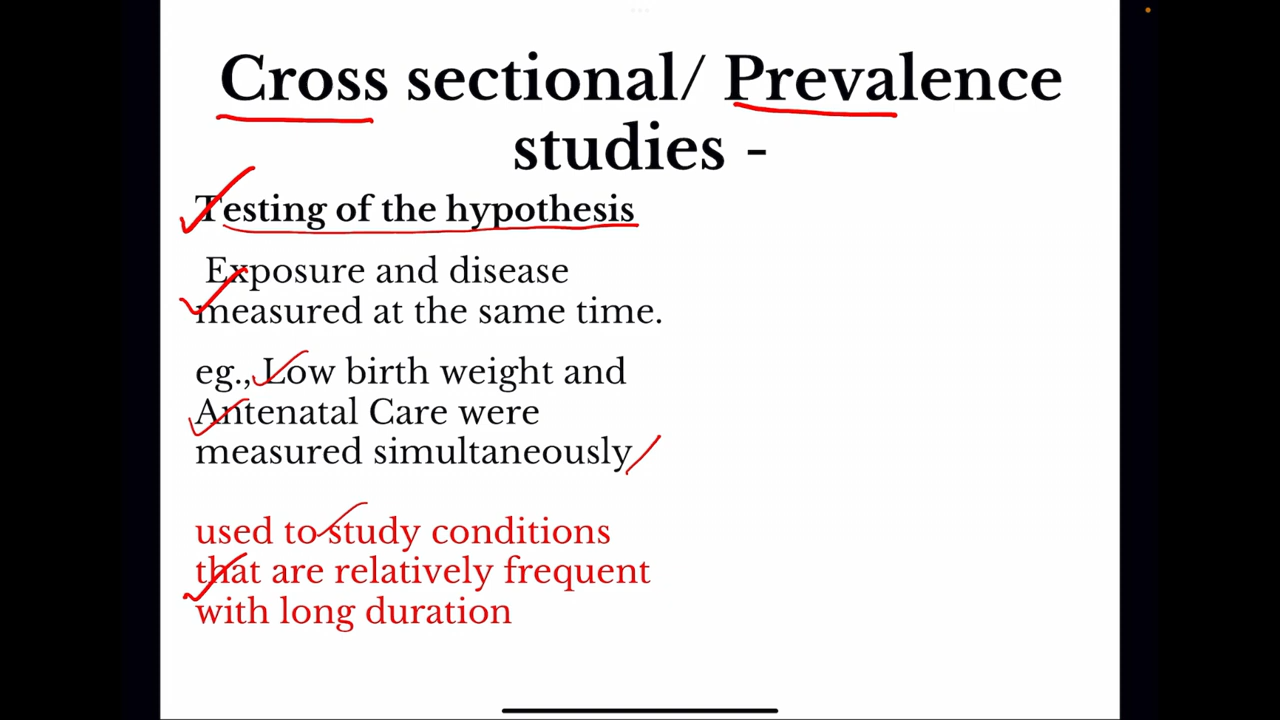 Cross sectional/ Prevalence
studies -
Testing of the hypothesis
Exposure and disease
measured at the same time.
eg., Low birth weight and
Antenatal Care were
measured simultaneously
used to study conditions
that are relatively frequent
with long duration